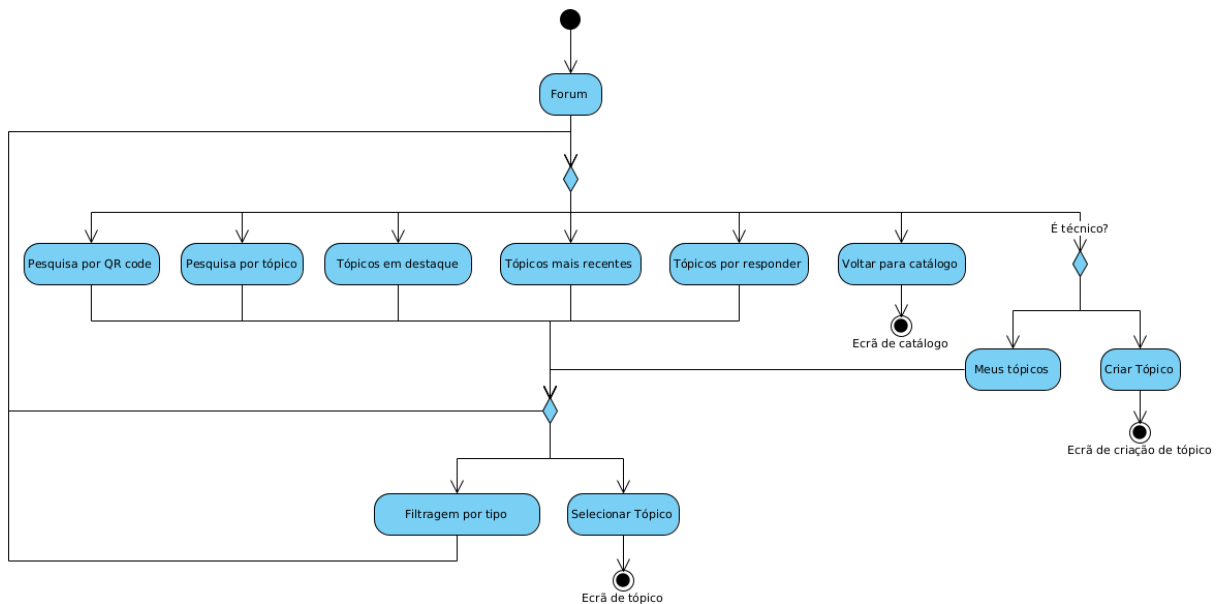 Forum
É técnico?
Pesquisa por QR code
Pesquisa por tópico
Tópicos em destaque
Tópicos mais recentes
Tópicos por responder
Voltar para catálogo
Ecrã de catálogo
Meus tópicos
Criar Tópico
Ecrã de criação de tópico
Filtragem por tipo
Selecionar Tópico
Ecrã de tópico